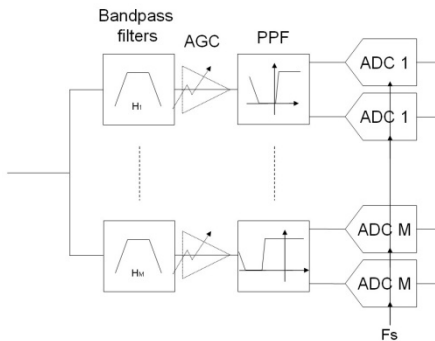 Bandpass
filters
AGC
PPF
ADC 1
H1
ADC 1
ADC M
HM
ADC M
Fs